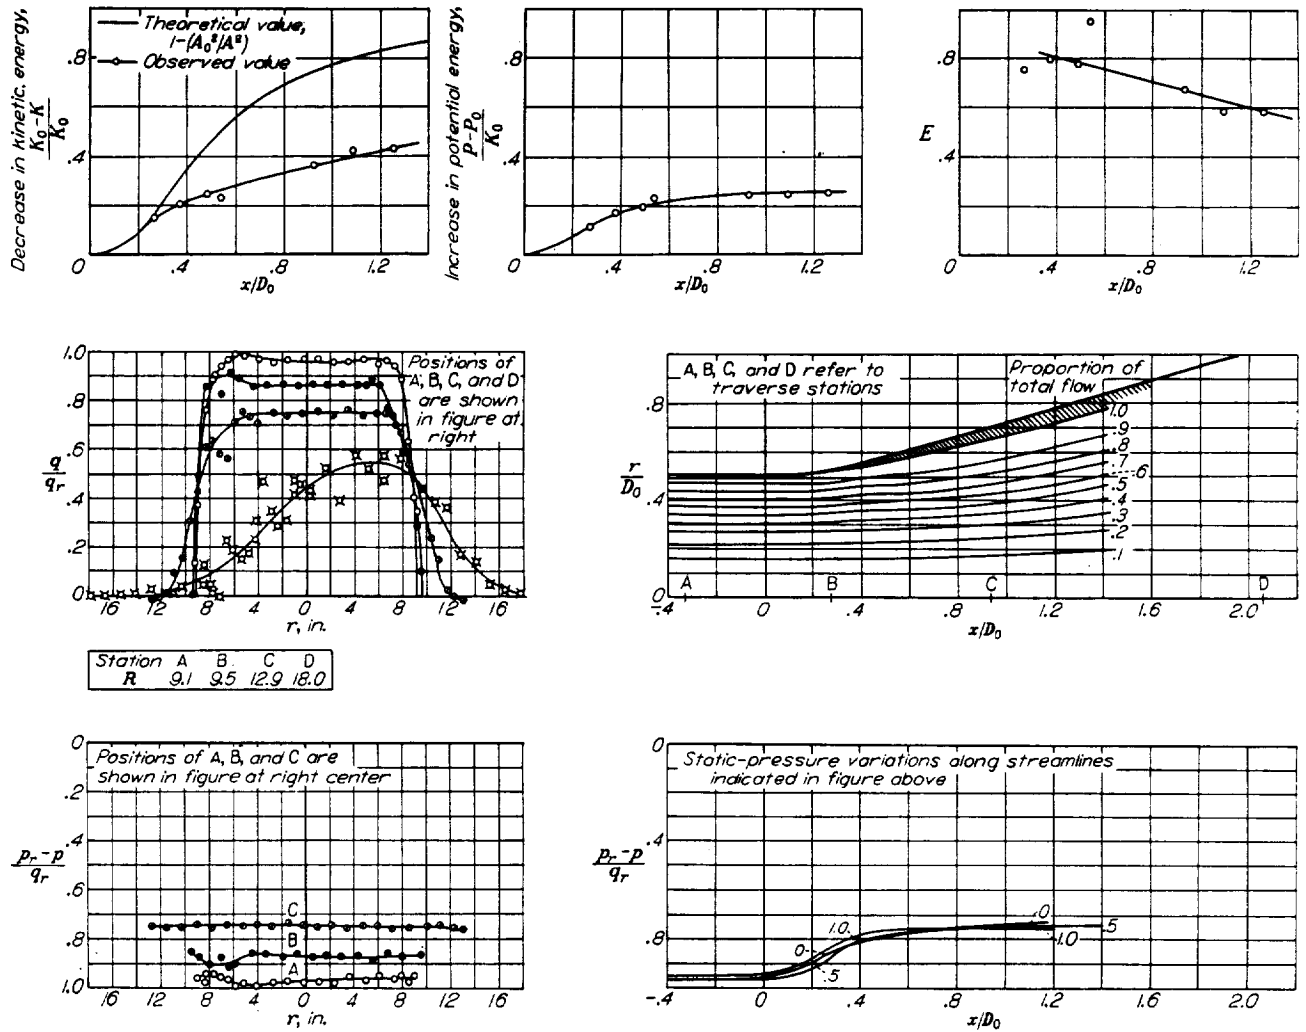 Decrease in kinetic energy,
K₀-K
K₀
Theoretical value,
1-(A₀²/A²)
Observed value
.8
.4
0 .4 .8 1.2
x/D₀
Increase in potential energy,
P-P₀
K₀
.8
.4
0 .4 .8 1.2
x/D₀
E
.8
.4
0 .4 .8 1.2
x/D₀
q
qᵣ
1.0
.8
.6
.4
.2
0
Positions of
A, B, C, and D
are shown
in figure at
right
16 12 8 4 0 4 8 12 16
r, in.
Station A B C D
R 9.1 9.5 12.9 18.0
r
D₀
.8
.4
0
A, B, C, and D refer to
traverse stations
Proportion of
total flow
1.0
.9
.8
.7
.6
.5
.4
.3
.2
.1
A B C D
-.4 0 .4 .8 1.2 1.6 2.0
x/D₀
pᵣ-p
qᵣ
0
.2
.4
.6
.8
1.0
Positions of A, B, and C are
shown in figure at right center
C
B
A
16 12 8 4 0 4 8 12 16
r, in.
pᵣ-p
qᵣ
0
.4
.8
Static-pressure variations along streamlines
indicated in figure above
1.0
0
.5
0
.5
1.0
-.4 0 .4 .8 1.2 1.6 2.0
x/D₀